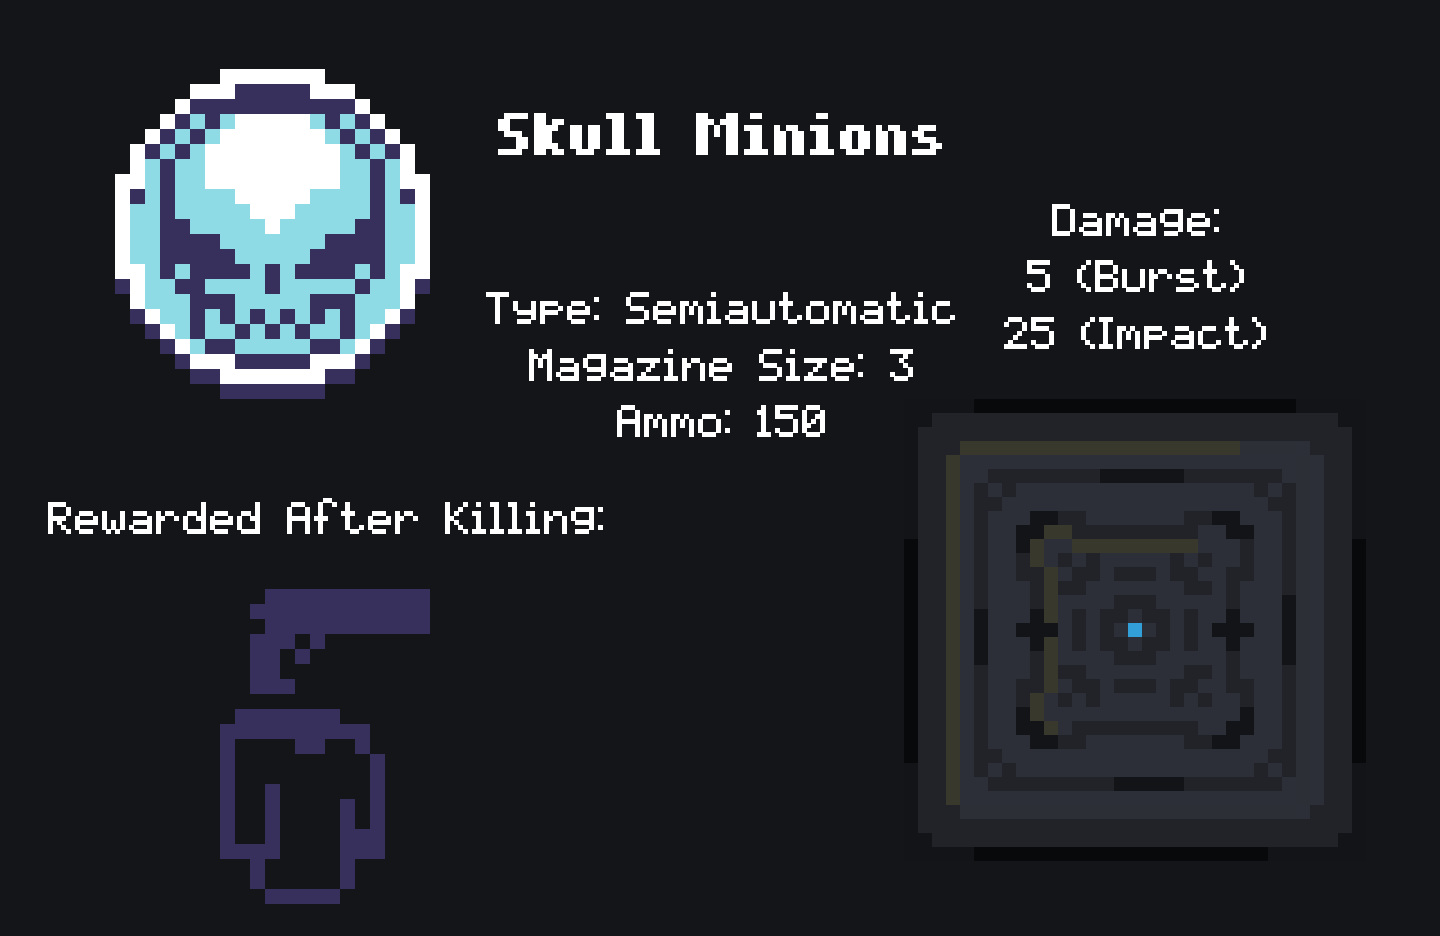 Skull Minions
Type: Semiautomatic
Magazine Size: 3
Ammo: 150
Damage:
5 (Burst)
25 (Impact)
Rewarded After Killing: